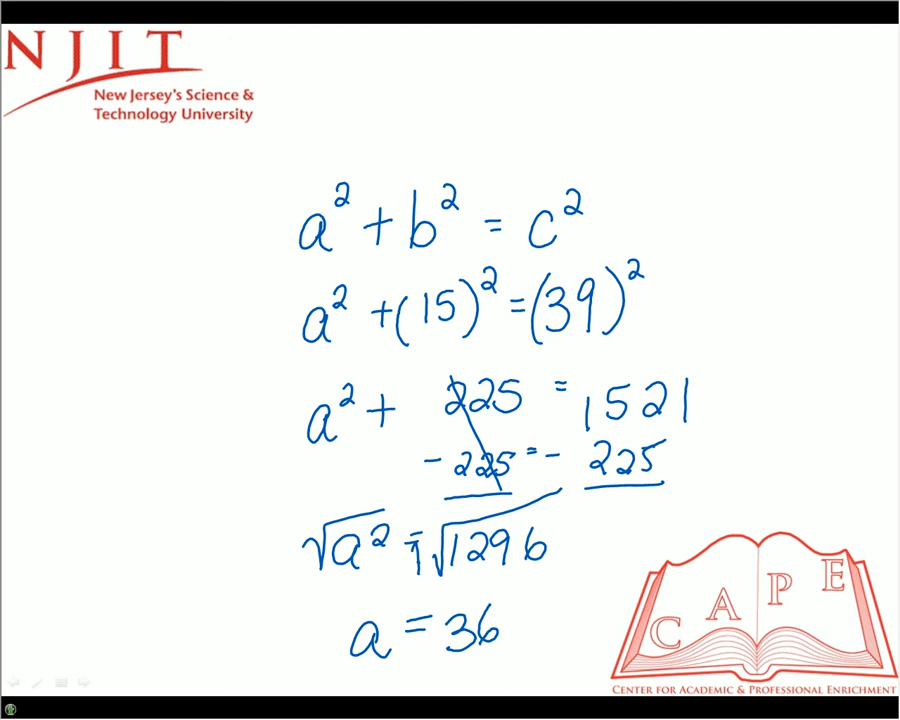 NJIT
New Jersey's Science &
Technology University
a² + b² = c²
a² + (15)² = (39)²
a² + 225 = 1521
- 225 = - 225
√a² = √1296
a = 36
CAPE
CENTER FOR ACADEMIC & PROFESSIONAL ENRICHMENT